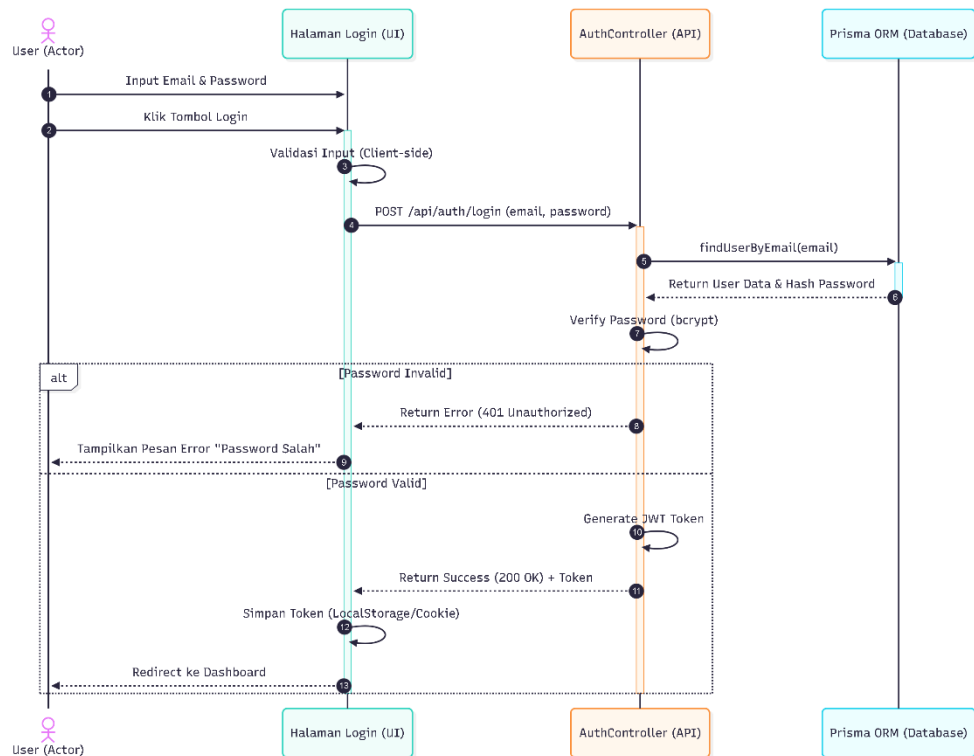 Halaman Login (UI)
AuthController (API)
Prisma ORM (Database)
User (Actor)
Input Email & Password
1
Klik Tombol Login
2
Validasi Input (Client-side)
3
POST /api/auth/login (email, password)
4
findUserByEmail(email)
5
Return User Data & Hash Password
6
Verify Password (bcrypt)
7
alt
[Password Invalid]
Return Error (401 Unauthorized)
8
Tampilkan Pesan Error "Password Salah"
9
[Password Valid]
Generate JWT Token
10
Return Success (200 OK) + Token
11
Simpan Token (LocalStorage/Cookie)
12
Redirect ke Dashboard
13
Halaman Login (UI)
AuthController (API)
Prisma ORM (Database)
User (Actor)